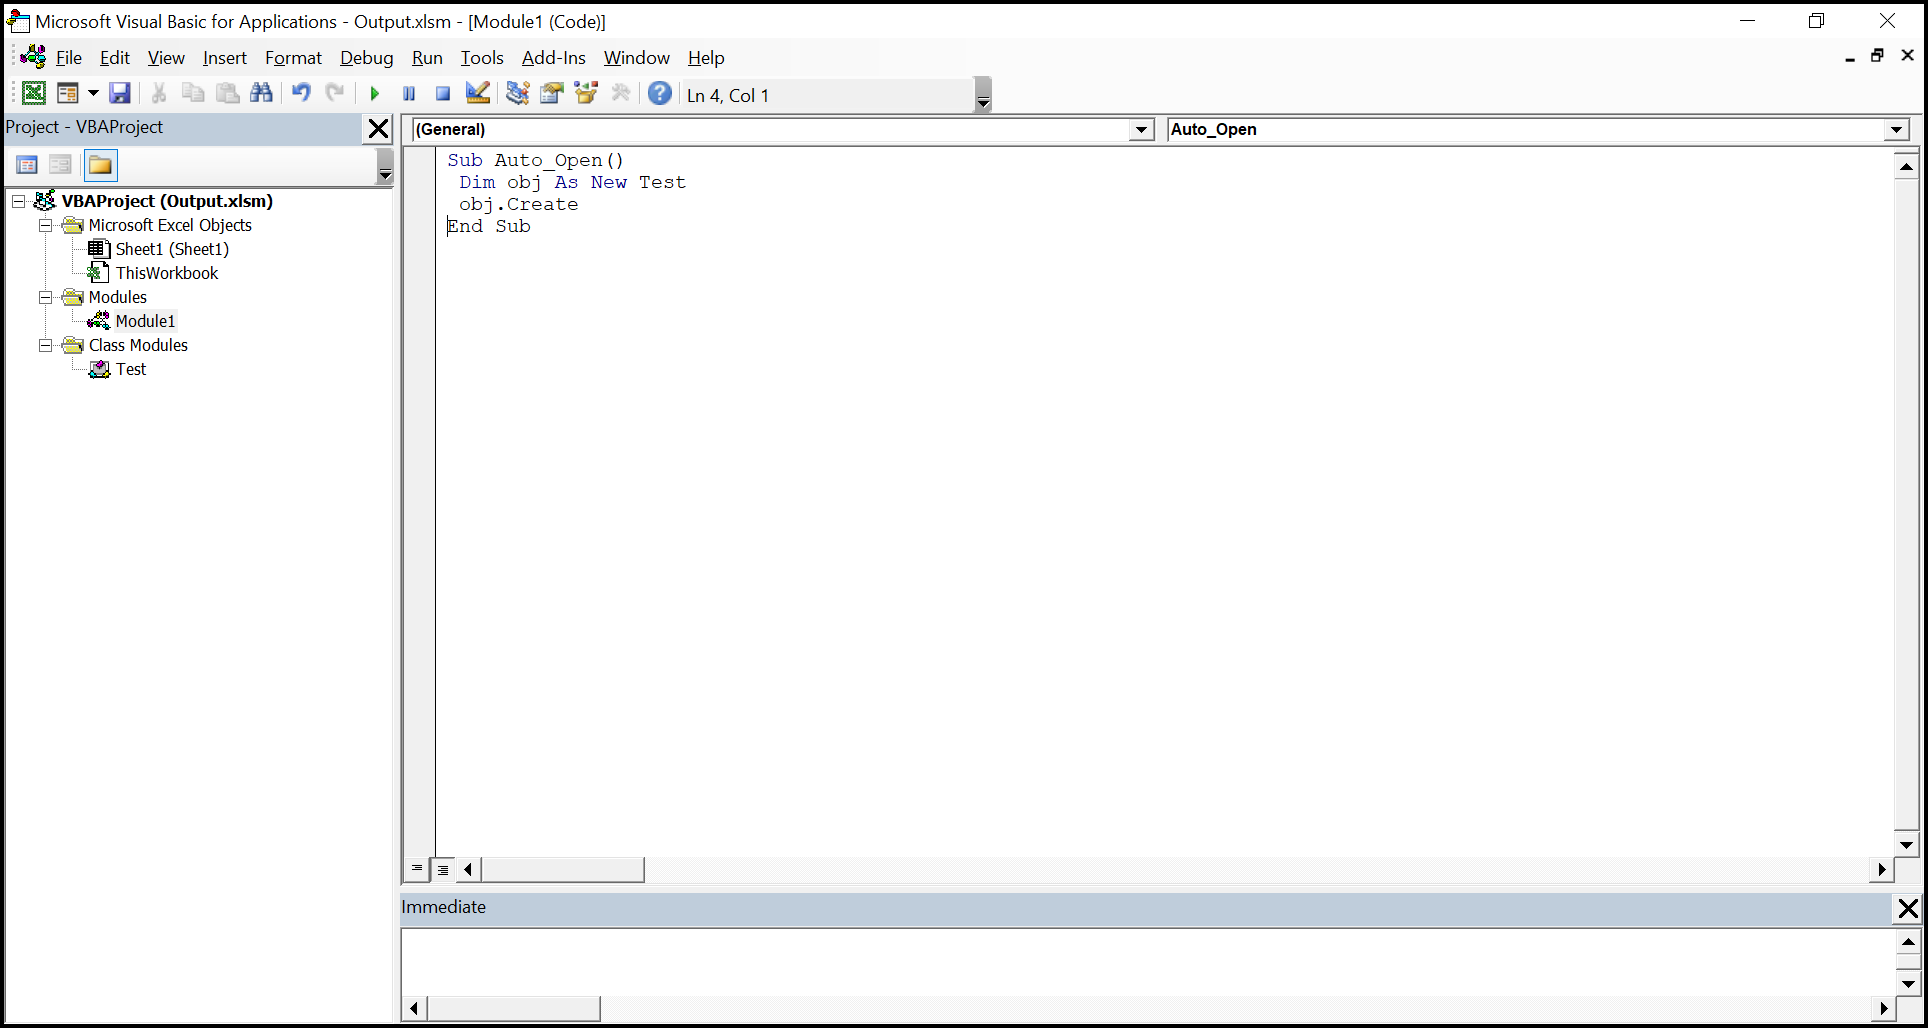 Microsoft Visual Basic for Applications - Output.xlsm - [Module1 (Code)]
File Edit View Insert Format Debug Run Tools Add-Ins Window Help
Ln 4, Col 1
Project - VBAProject
(General)
Auto_Open
VBAProject (Output.xlsm)
Microsoft Excel Objects
Sheet1 (Sheet1)
ThisWorkbook
Modules
Module1
Class Modules
Test
Sub Auto_Open()
Dim obj As New Test
obj.Create
End Sub
Immediate